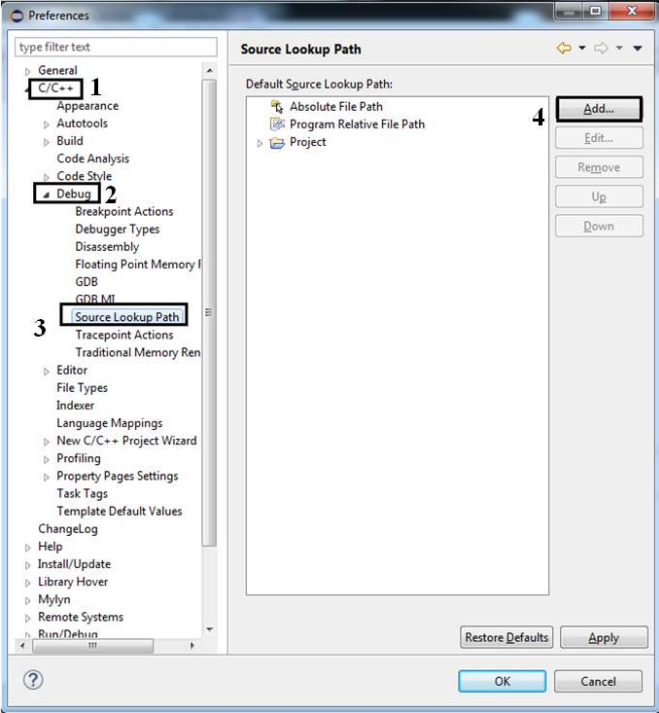 Preferences
type filter text
General
C/C++ 1
Appearance
Autotools
Build
Code Analysis
Code Style
Debug 2
Breakpoint Actions
Debugger Types
Disassembly
Floating Point Memory
GDB
GDB MI
3 Source Lookup Path
Tracepoint Actions
Traditional Memory Ren
Editor
File Types
Indexer
Language Mappings
New C/C++ Project Wizard
Profiling
Property Pages Settings
Task Tags
Template Default Values
ChangeLog
Help
Install/Update
Library Hover
Mylyn
Remote Systems
Run/Debug
Source Lookup Path
Default Source Lookup Path:
Absolute File Path
Program Relative File Path
Project
4 Add...
Edit...
Remove
Up
Down
Restore Defaults Apply
? OK Cancel